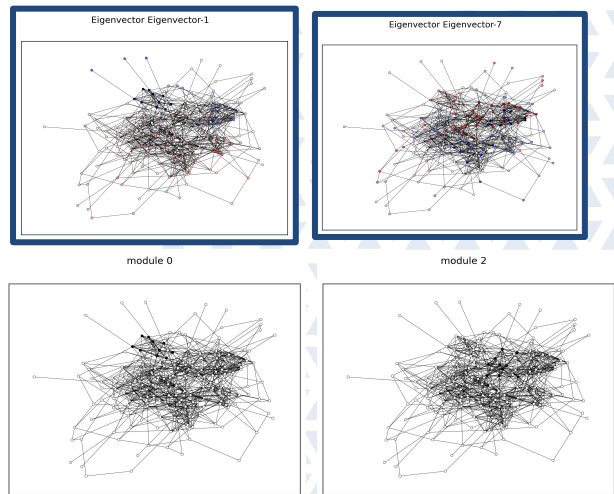 Eigenvector Eigenvector-1
Eigenvector Eigenvector-7
module 0
module 2